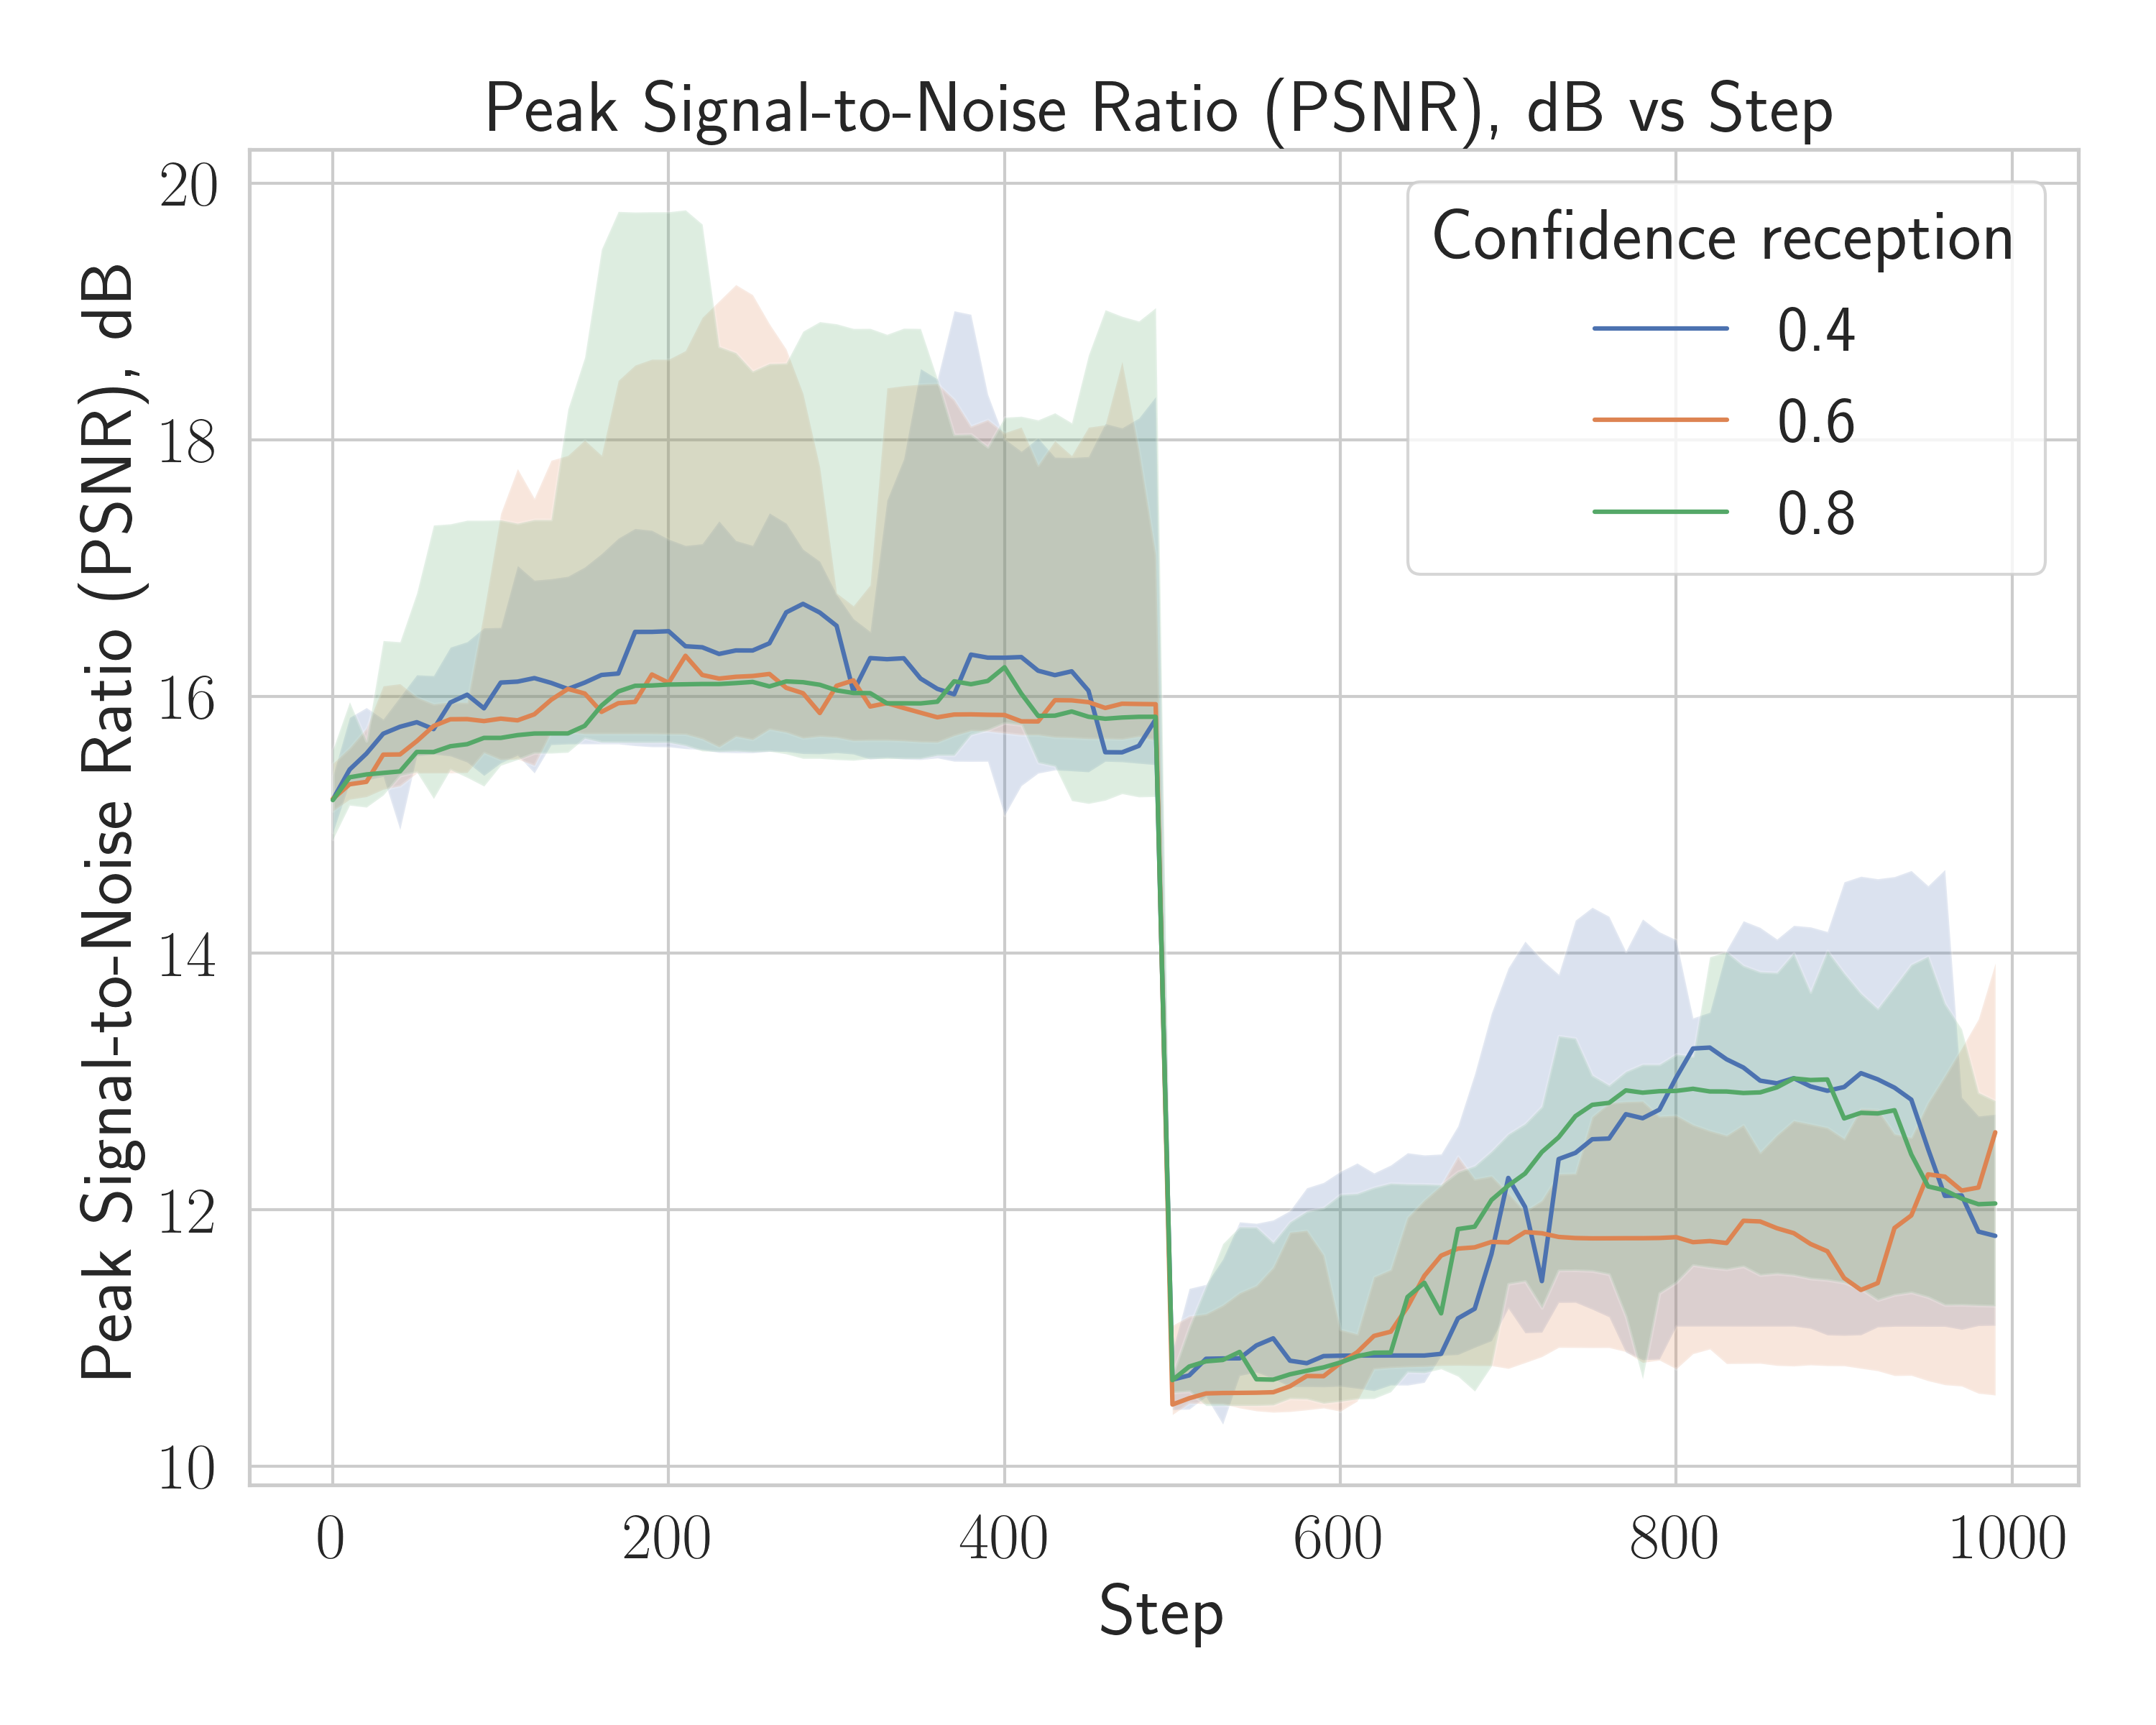 Peak Signal-to-Noise Ratio (PSNR), dB vs Step
Peak Signal-to-Noise Ratio (PSNR), dB
20
18
16
14
12
10
Confidence reception
0.4
0.6
0.8
0 200 400 600 800 1000
Step